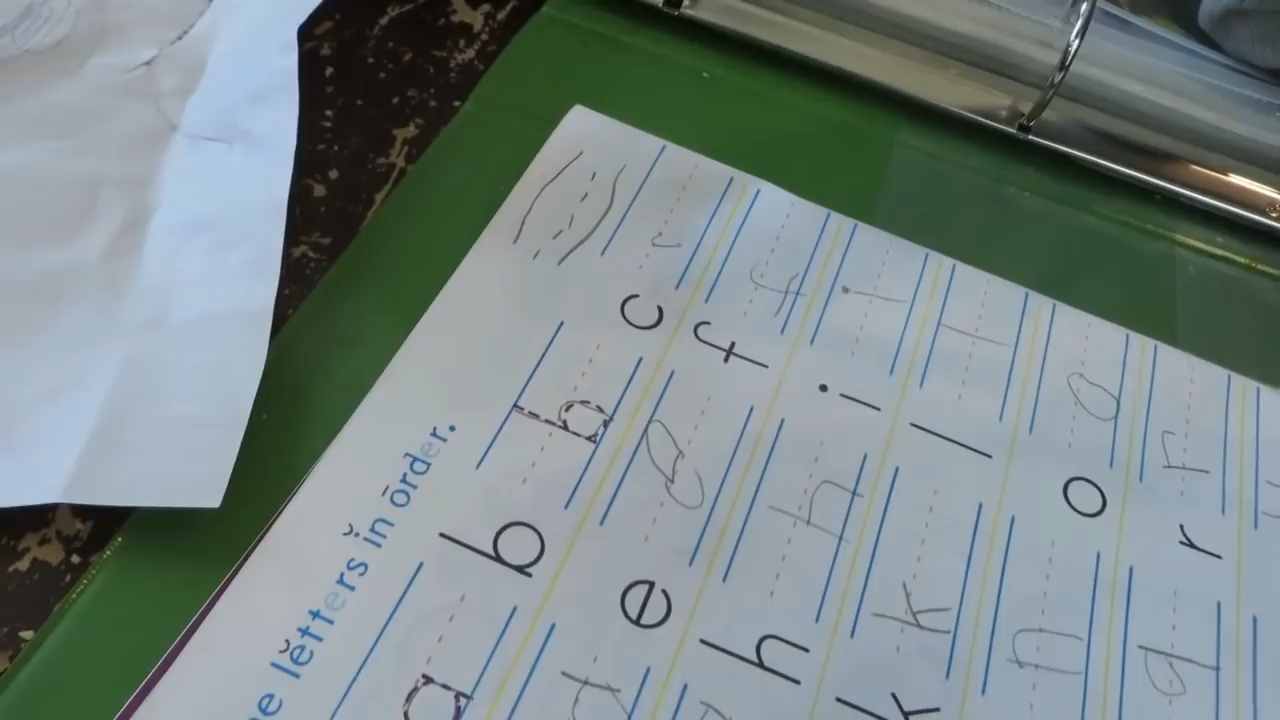 e letters in order.
a b b c c
d e e f f
h h i i
k k l l
n o o
q r r